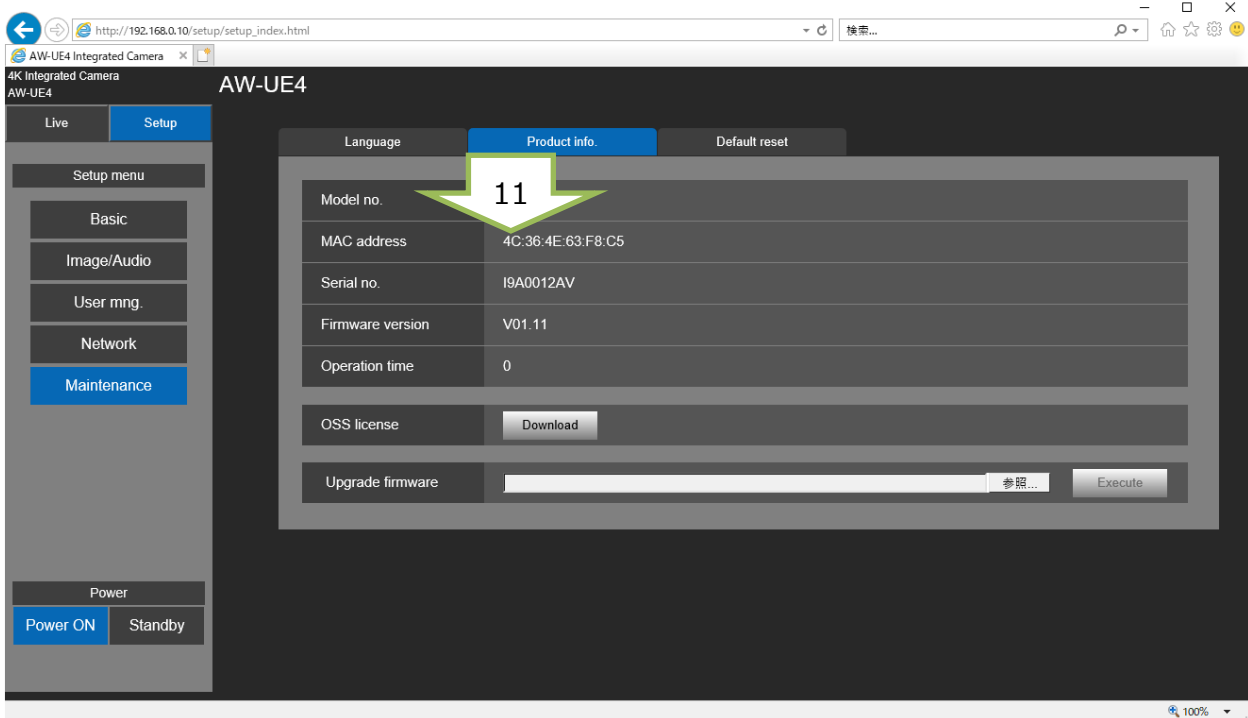 http://192.168.0.10/setup/setup_index.html
検索...
AW-UE4 Integrated Camera
4K Integrated Camera
AW-UE4
AW-UE4
Live
Setup
Language
Product info.
Default reset
Setup menu
Basic
Image/Audio
User mng.
Network
Maintenance
11
Model no.
MAC address
4C:36:4E:63:F8:C5
Serial no.
I9A0012AV
Firmware version
V01.11
Operation time
0
OSS license
Download
Upgrade firmware
参照...
Execute
Power
Power ON
Standby
100%